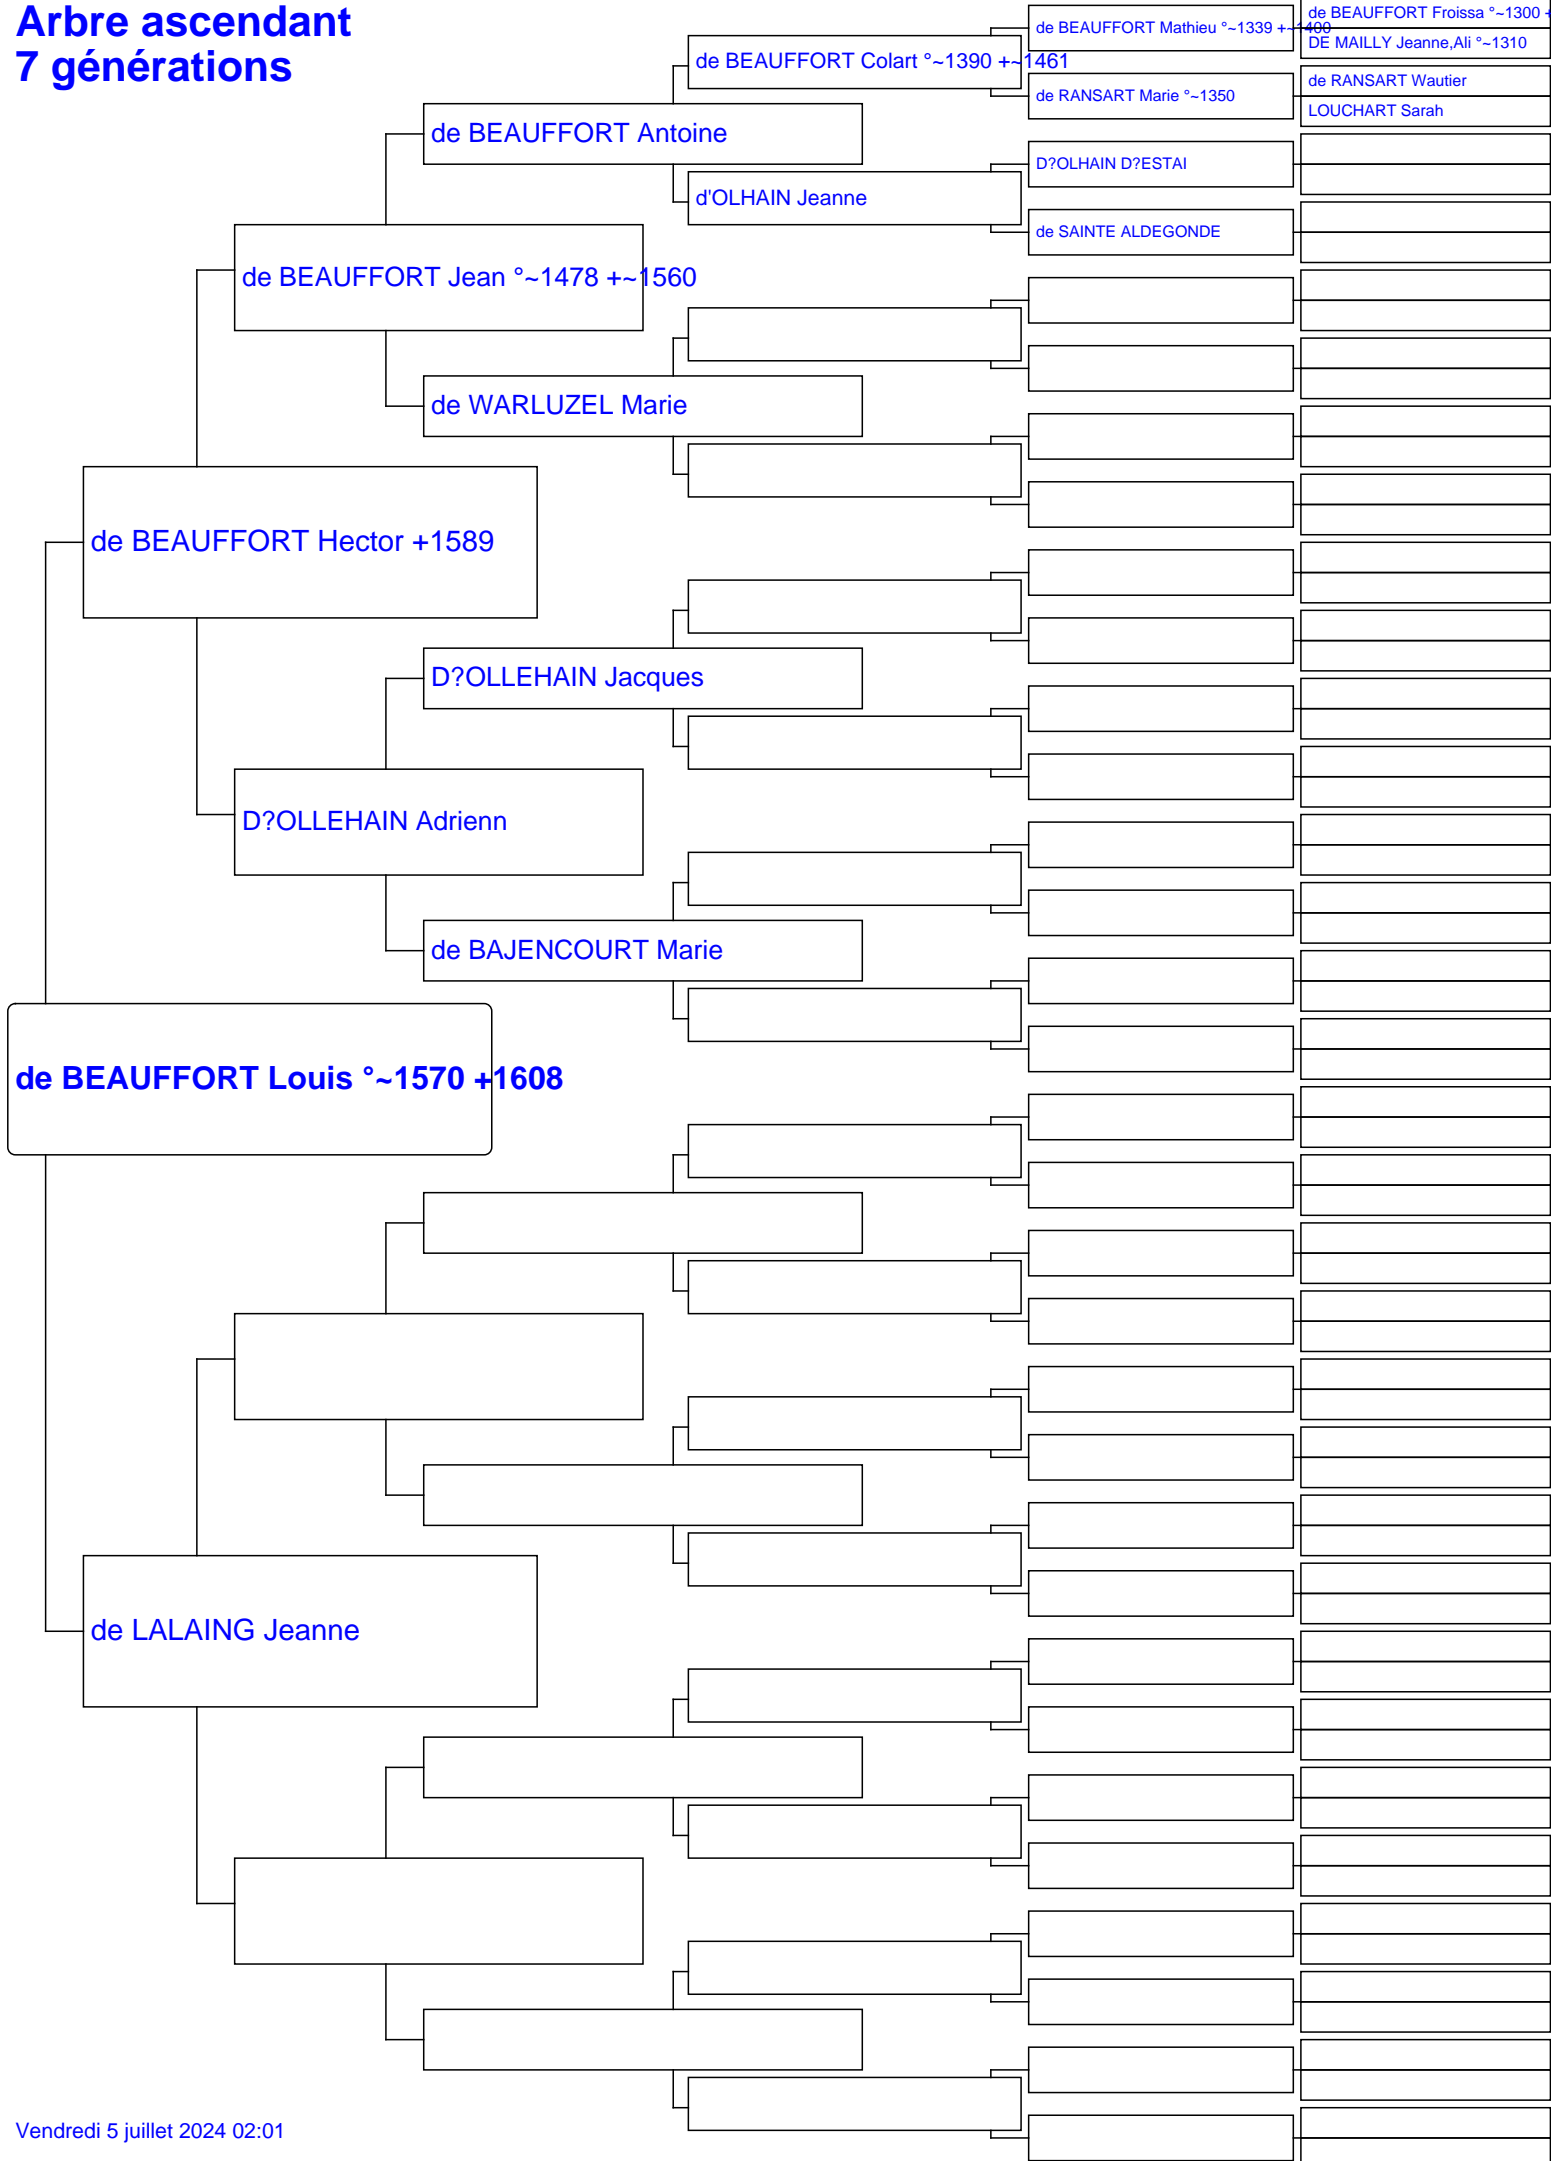 Arbre ascendant
7 générations
de BEAUFFORT Froissa °~1300 +
de BEAUFFORT Mathieu °~1339 +~1400
DE MAILLY Jeanne,Ali °~1310
de BEAUFFORT Colart °~1390 +~1461
de RANSART Wautier
de RANSART Marie °~1350
LOUCHART Sarah
de BEAUFFORT Antoine
D?OLHAIN D?ESTAI
d'OLHAIN Jeanne
de SAINTE ALDEGONDE
de BEAUFFORT Jean °~1478 +~1560
de WARLUZEL Marie
de BEAUFFORT Hector +1589
D?OLLEHAIN Jacques
D?OLLEHAIN Adrienn
de BAJENCOURT Marie
de BEAUFFORT Louis °~1570 +1608
de LALAING Jeanne
Vendredi 5 juillet 2024 02:01